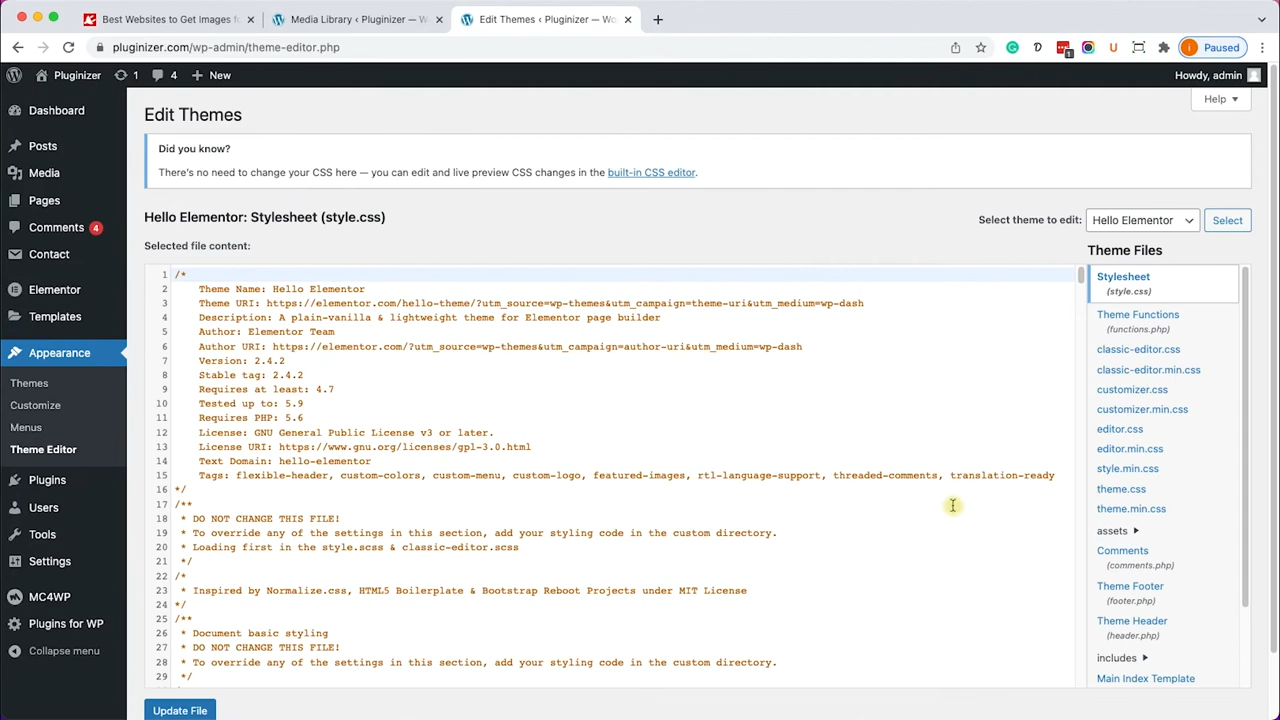 Best Websites to Get Images fo
Media Library ‹ Pluginizer — W
Edit Themes ‹ Pluginizer — Wo
pluginizer.com/wp-admin/theme-editor.php
1
Paused
Pluginizer
1
4
New
Howdy, admin
Dashboard
Posts
Media
Pages
Comments 4
Contact
Elementor
Templates
Appearance
Themes
Customize
Menus
Theme Editor
Plugins
Users
Tools
Settings
MC4WP
Plugins for WP
Collapse menu
Help
Edit Themes
Did you know?
There's no need to change your CSS here — you can edit and live preview CSS changes in the built-in CSS editor.
Hello Elementor: Stylesheet (style.css)
Select theme to edit: Hello Elementor Select
Selected file content:
1 /*
2 Theme Name: Hello Elementor
3 Theme URI: https://elementor.com/hello-theme/?utm_source=wp-themes&utm_campaign=theme-uri&utm_medium=wp-dash
4 Description: A plain-vanilla & lightweight theme for Elementor page builder
5 Author: Elementor Team
6 Author URI: https://elementor.com/?utm_source=wp-themes&utm_campaign=author-uri&utm_medium=wp-dash
7 Version: 2.4.2
8 Stable tag: 2.4.2
9 Requires at least: 4.7
10 Tested up to: 5.9
11 Requires PHP: 5.6
12 License: GNU General Public License v3 or later.
13 License URI: https://www.gnu.org/licenses/gpl-3.0.html
14 Text Domain: hello-elementor
15 Tags: flexible-header, custom-colors, custom-menu, custom-logo, featured-images, rtl-language-support, threaded-comments, translation-ready
16 */
17 /**
18 * DO NOT CHANGE THIS FILE!
19 * To override any of the settings in this section, add your styling code in the custom directory.
20 * Loading first in the style.scss & classic-editor.scss
21 */
22 /*
23 * Inspired by Normalize.css, HTML5 Boilerplate & Bootstrap Reboot Projects under MIT License
24 */
25 /**
26 * Document basic styling
27 * DO NOT CHANGE THIS FILE!
28 * To override any of the settings in this section, add your styling code in the custom directory.
29 */
Update File
Theme Files
Stylesheet
(style.css)
Theme Functions
(functions.php)
classic-editor.css
classic-editor.min.css
customizer.css
customizer.min.css
editor.css
editor.min.css
style.min.css
theme.css
theme.min.css
assets
Comments
(comments.php)
Theme Footer
(footer.php)
Theme Header
(header.php)
includes
Main Index Template